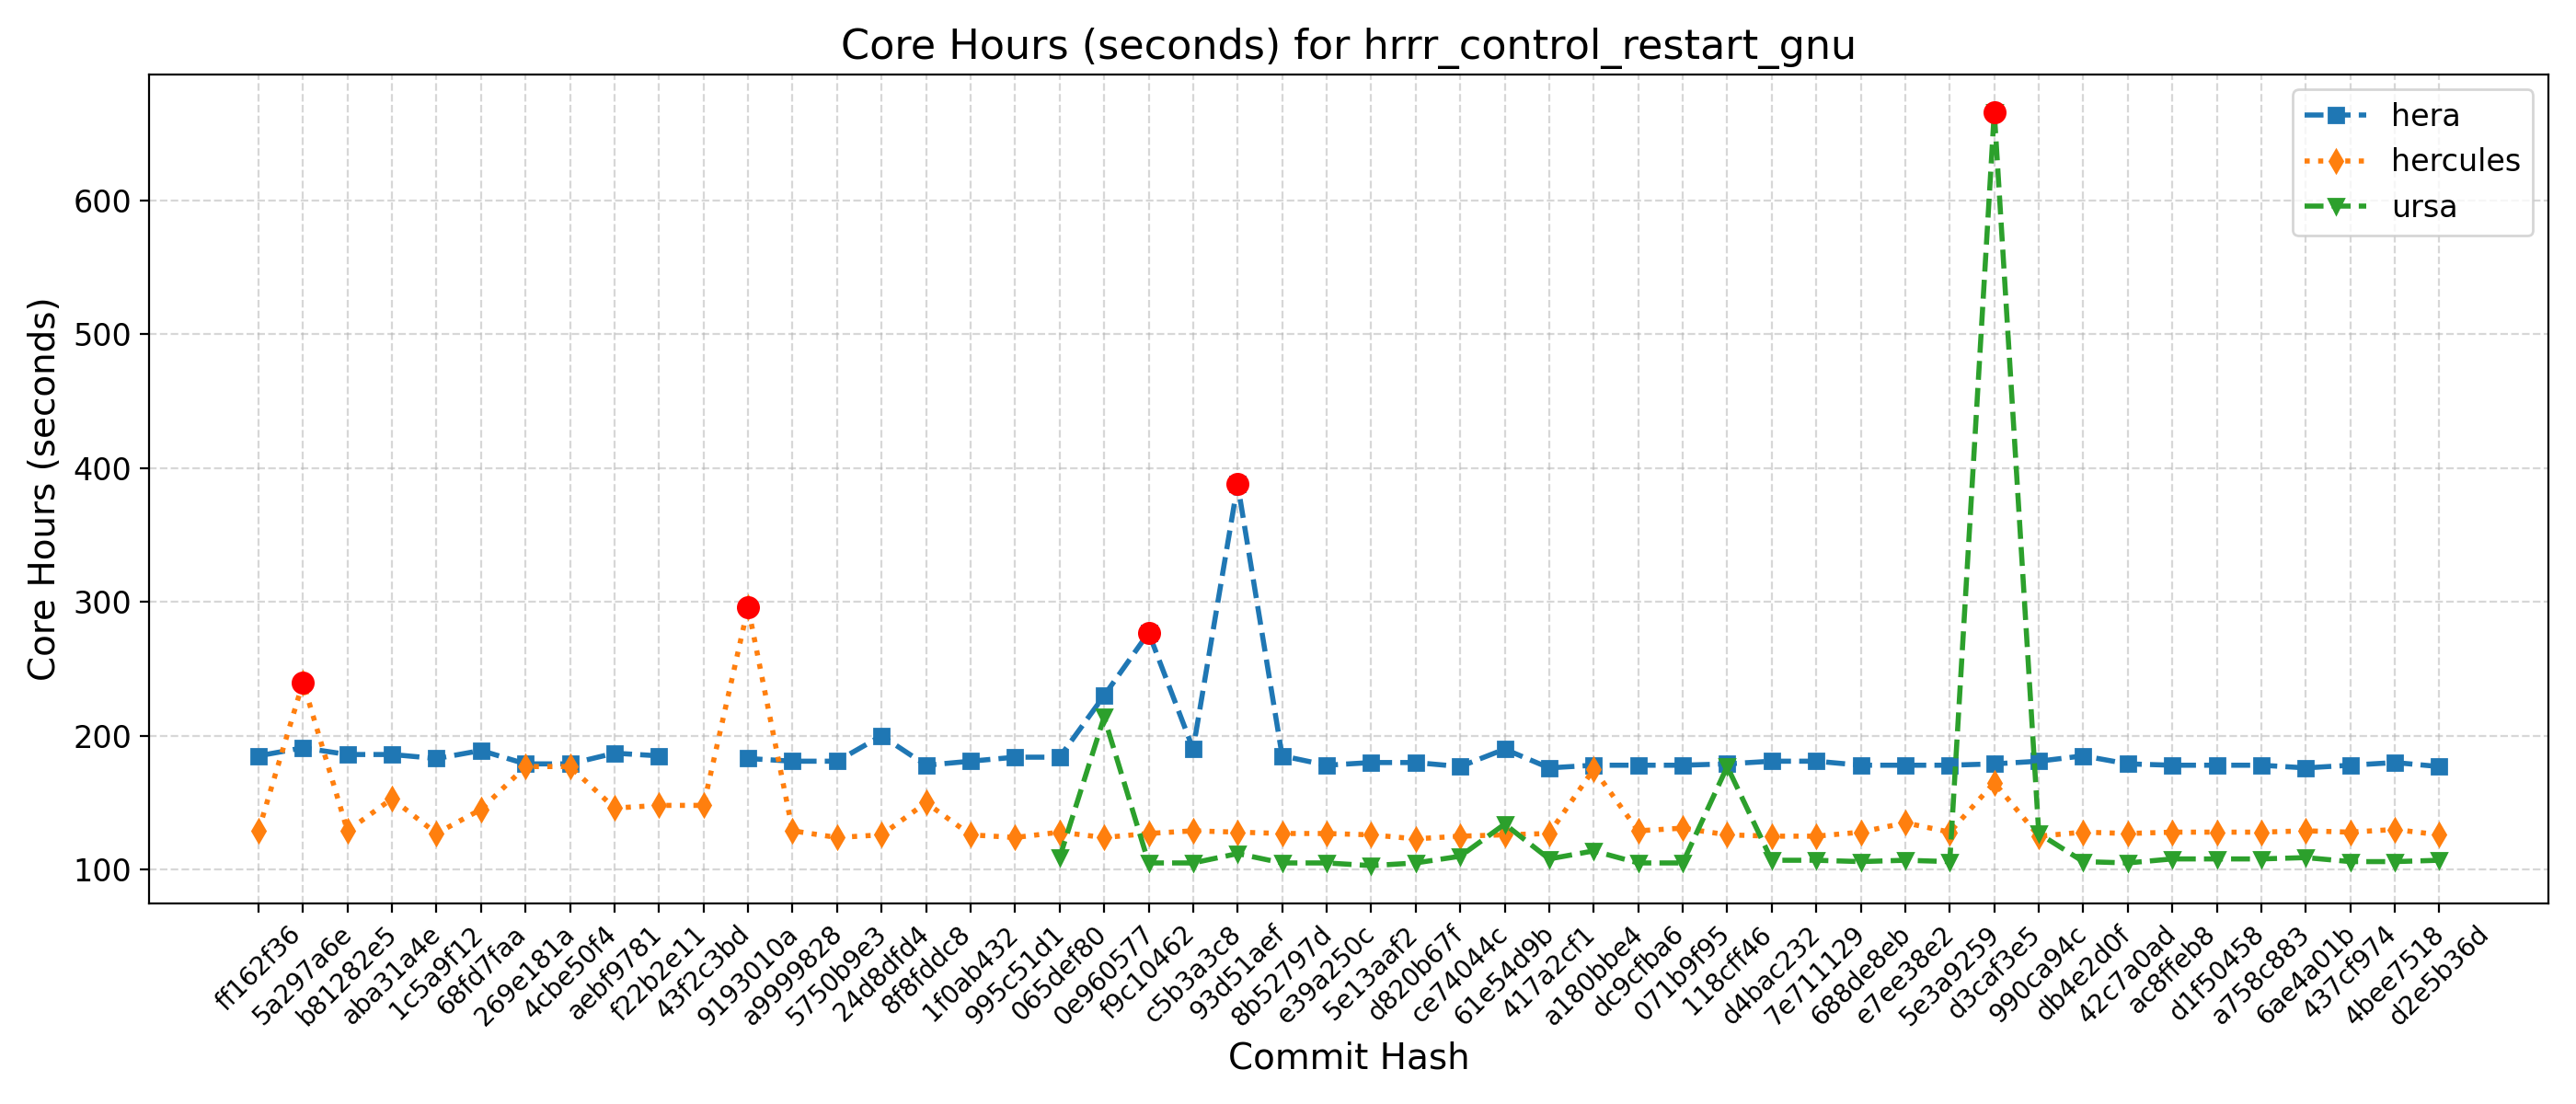 Core Hours (seconds) for hrrr_control_restart_gnu
hera
hercules
ursa
Core Hours (seconds)
600
500
400
300
200
100
ff162f36
5a297a6e
b81282e5
aba31a4e
1c5a9f12
68fd7faa
269e181a
4cbe50f4
aebf9781
f22b2e11
43f2c3bd
9193010a
a9999828
5750b9e3
24d8dfd4
8f8fddc8
1f0ab432
995c51d1
065def80
0e960577
f9c10462
c5b3a3c8
93d51aef
8b52797d
e39a250c
5e13aaf2
d820b67f
ce74044c
61e54d9b
417a2cf1
a180bbe4
dc9cfba6
071b9f95
118cff46
d4bac232
7e711129
688de8eb
e7ee38e2
5e3a9259
d3caf3e5
990ca94c
db4e2d0f
42c7a0ad
ac8ffeb8
d1f50458
a758c883
6ae4a01b
437cf974
4bee7518
d2e5b36d
Commit Hash